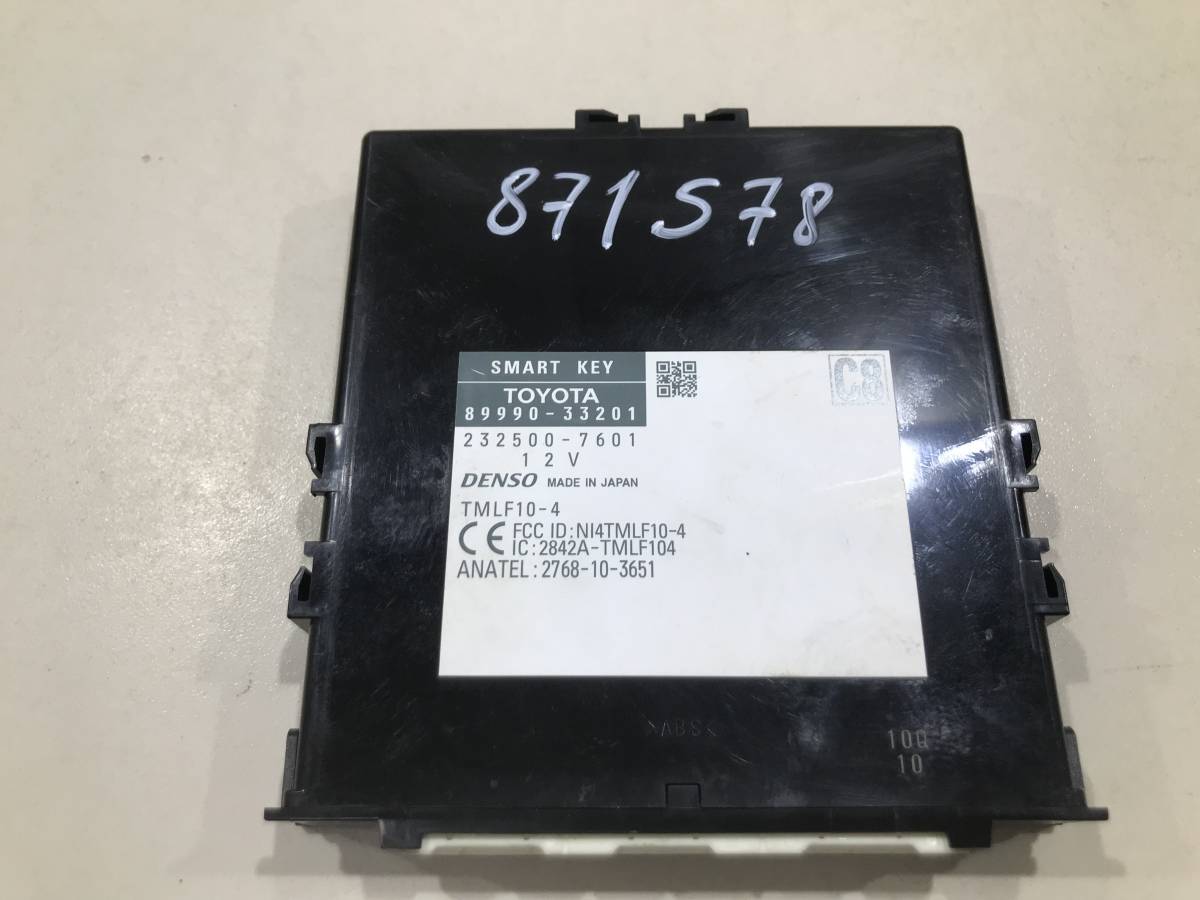 871S78
SMART KEY
TOYOTA
89990-33201
C8
232500-7601
12V
DENSO MADE IN JAPAN
TMLF10-4
CE FCC ID:NI4TMLF10-4
IC:2842A-TMLF104
ANATEL:2768-10-3651
>ABS<
10